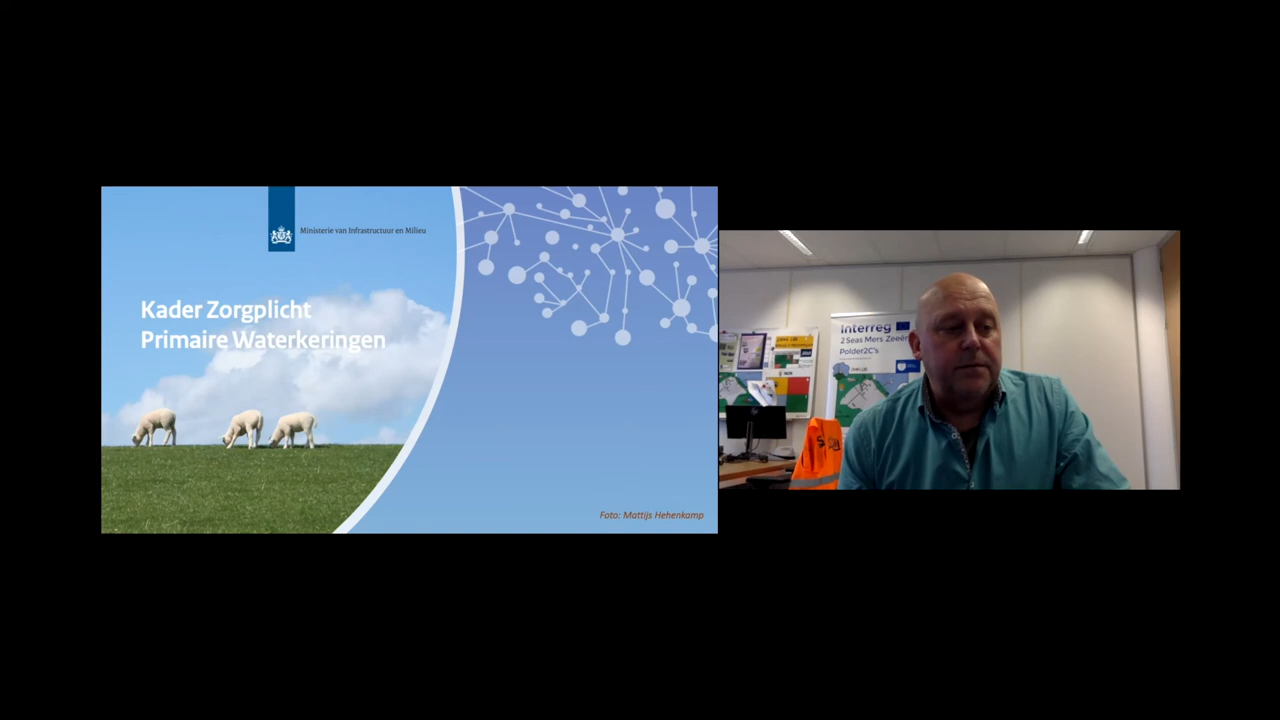 Ministerie van Infrastructuur en Milieu
Kader Zorgplicht
Primaire Waterkeringen
Foto: Mattijs Hehenkamp
Interreg
2 Seas Mers Zeeën
Polder2C's